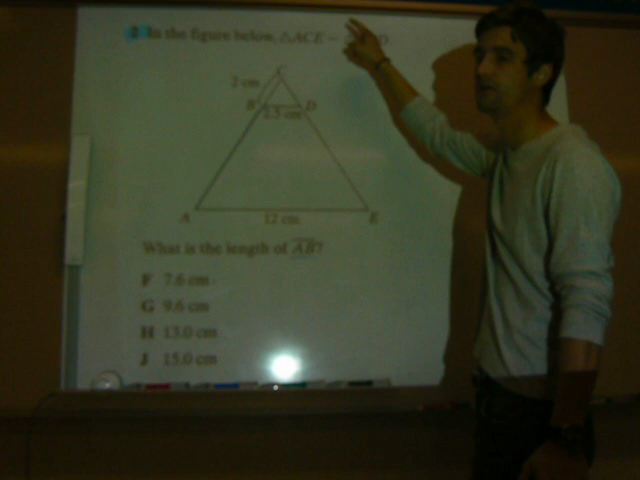 2 In the figure below, △ACE ~
C
2 cm
B D
2.5 cm
A 12 cm E
What is the length of AB?
F 7.6 cm
G 9.6 cm
H 13.0 cm
J 15.0 cm